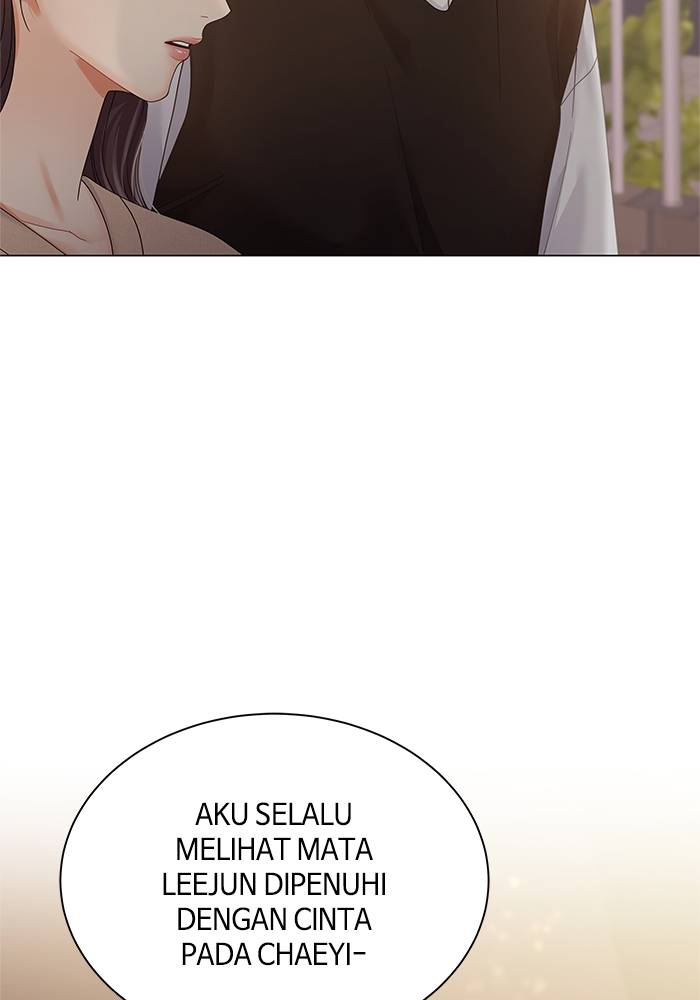 AKU SELALU
MELIHAT MATA
LEEJUN DIPENUHI
DENGAN CINTA
PADA CHAEYI-